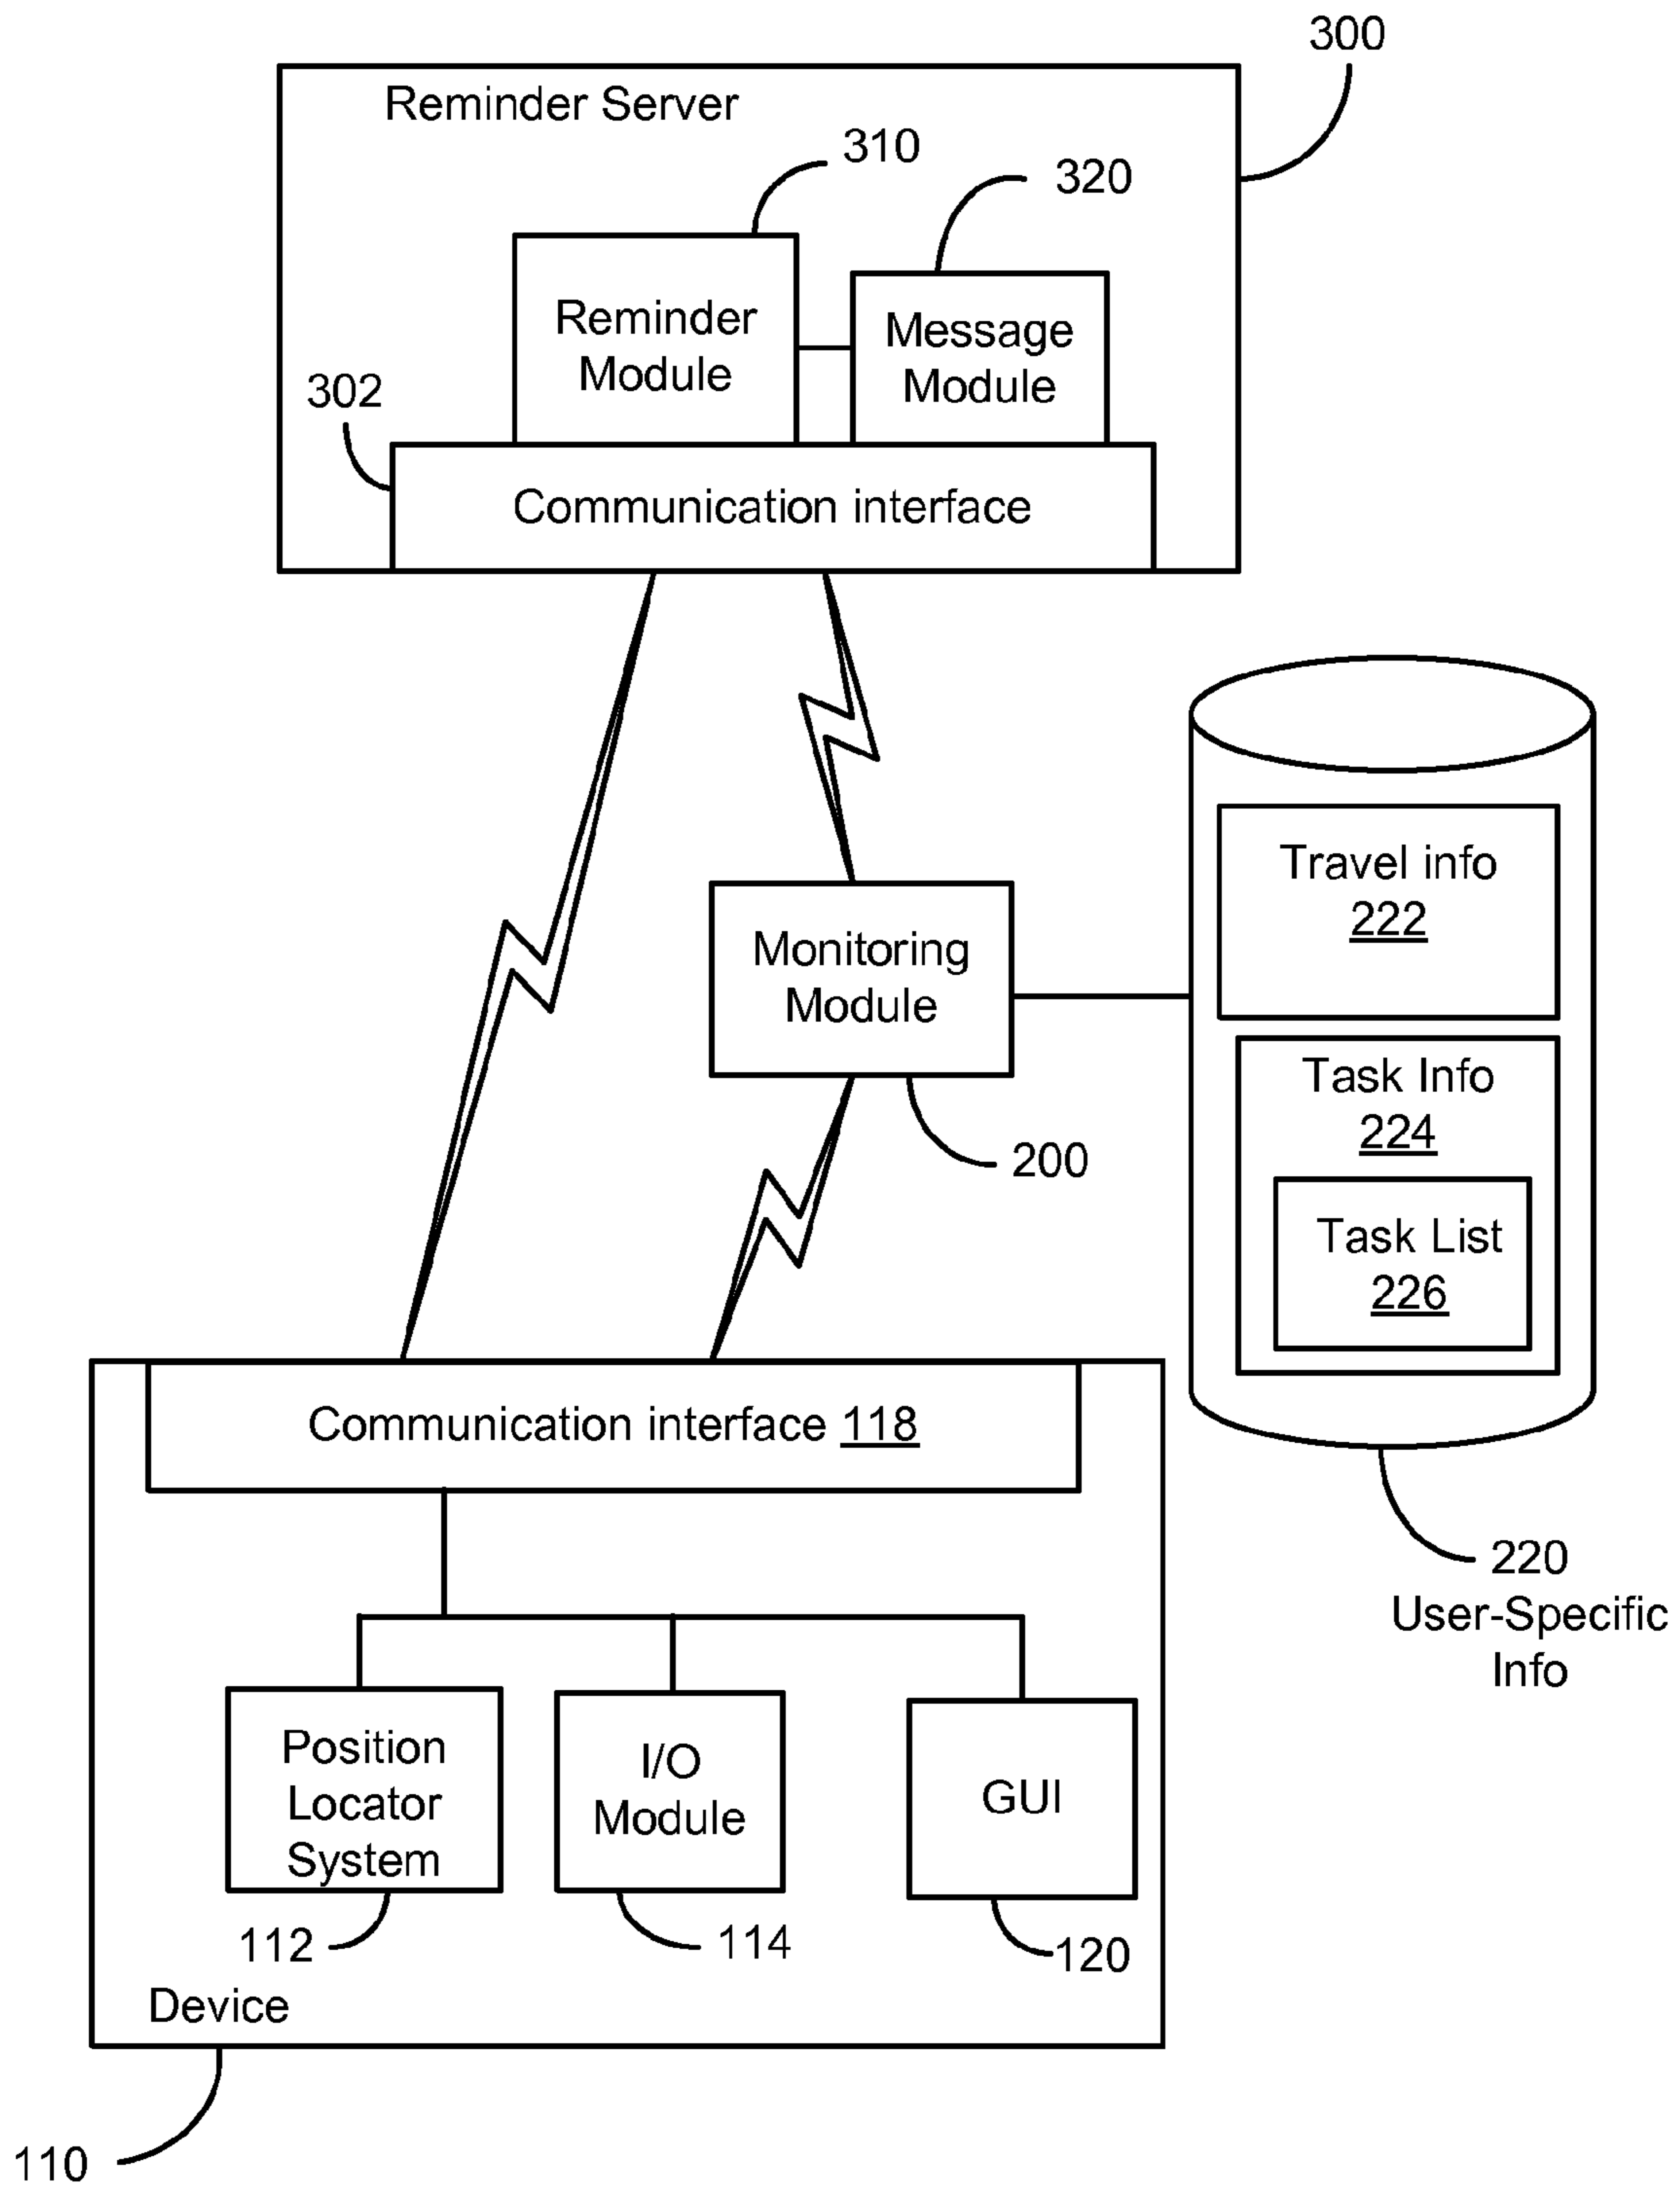 300
Reminder Server
310
320
Reminder
Module
Message
Module
302
Communication interface
Travel info
222
Monitoring
Module
Task Info
224
200
Task List
226
Communication interface 118
220
User-Specific
Info
Position
Locator
System
I/O
Module
GUI
112
114
120
Device
110